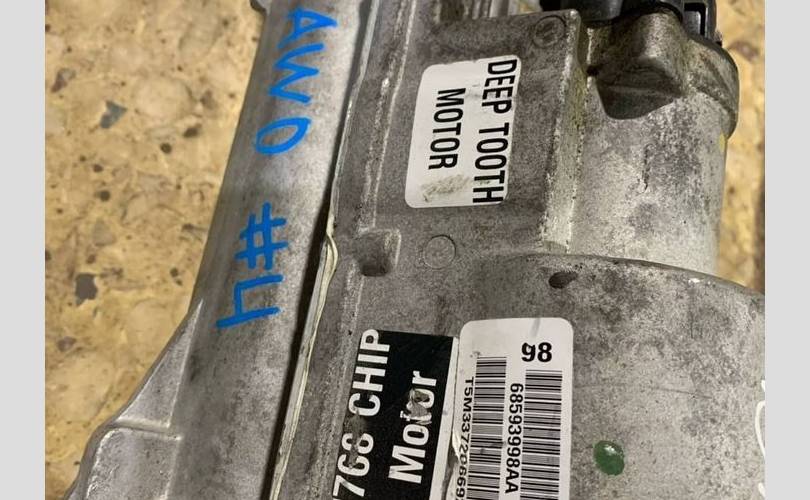 AWD #4
DEEP TOOTH
MOTOR
768 CHIP
Motor
98
68593998AA